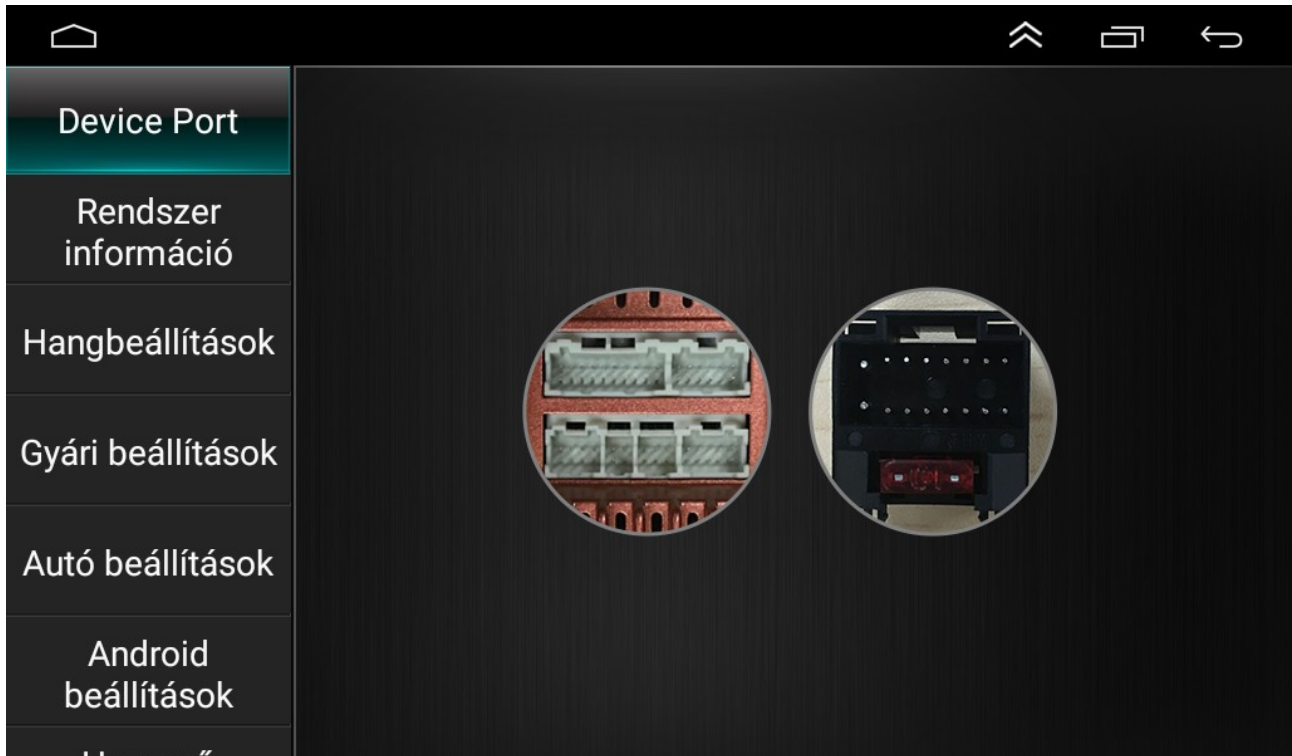 Device Port
Rendszer
információ
Hangbeállítások
Gyári beállítások
Autó beállítások
Android
beállítások